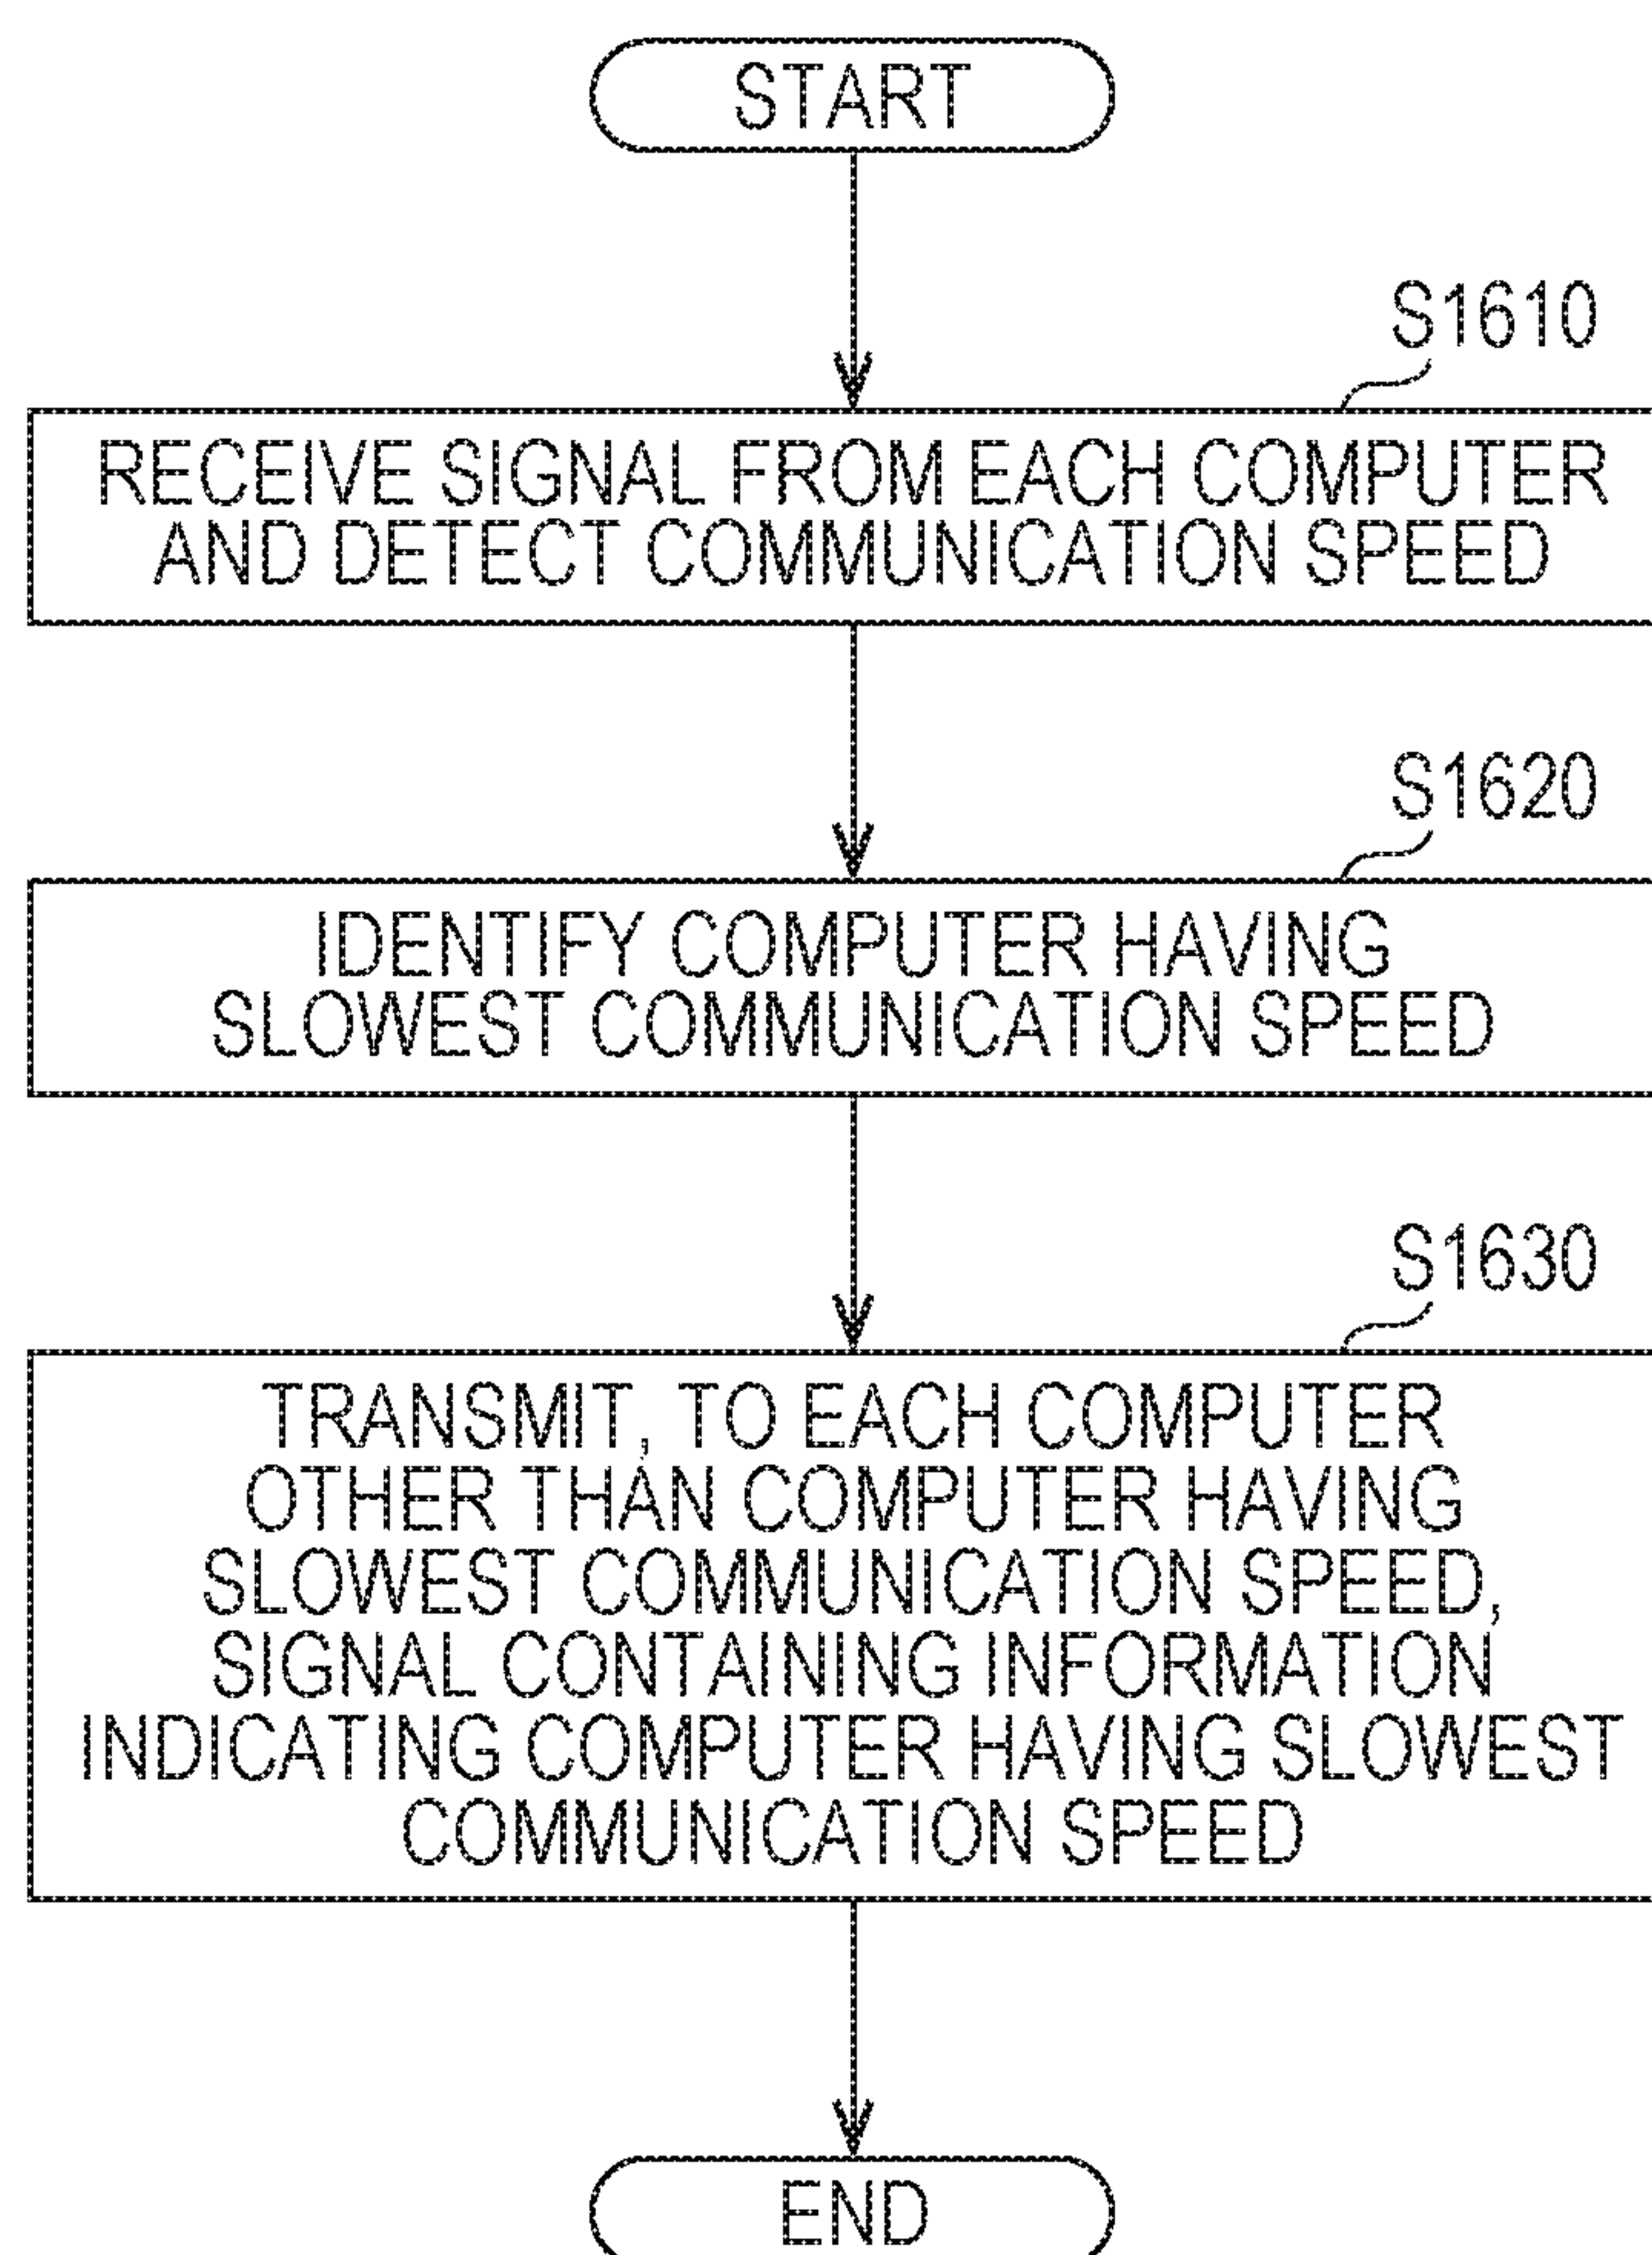 START
S1610
RECEIVE SIGNAL FROM EACH COMPUTER
AND DETECT COMMUNICATION SPEED
S1620
IDENTIFY COMPUTER HAVING
SLOWEST COMMUNICATION SPEED
S1630
TRANSMIT, TO EACH COMPUTER
OTHER THAN COMPUTER HAVING
SLOWEST COMMUNICATION SPEED,
SIGNAL CONTAINING INFORMATION
INDICATING COMPUTER HAVING SLOWEST
COMMUNICATION SPEED
END